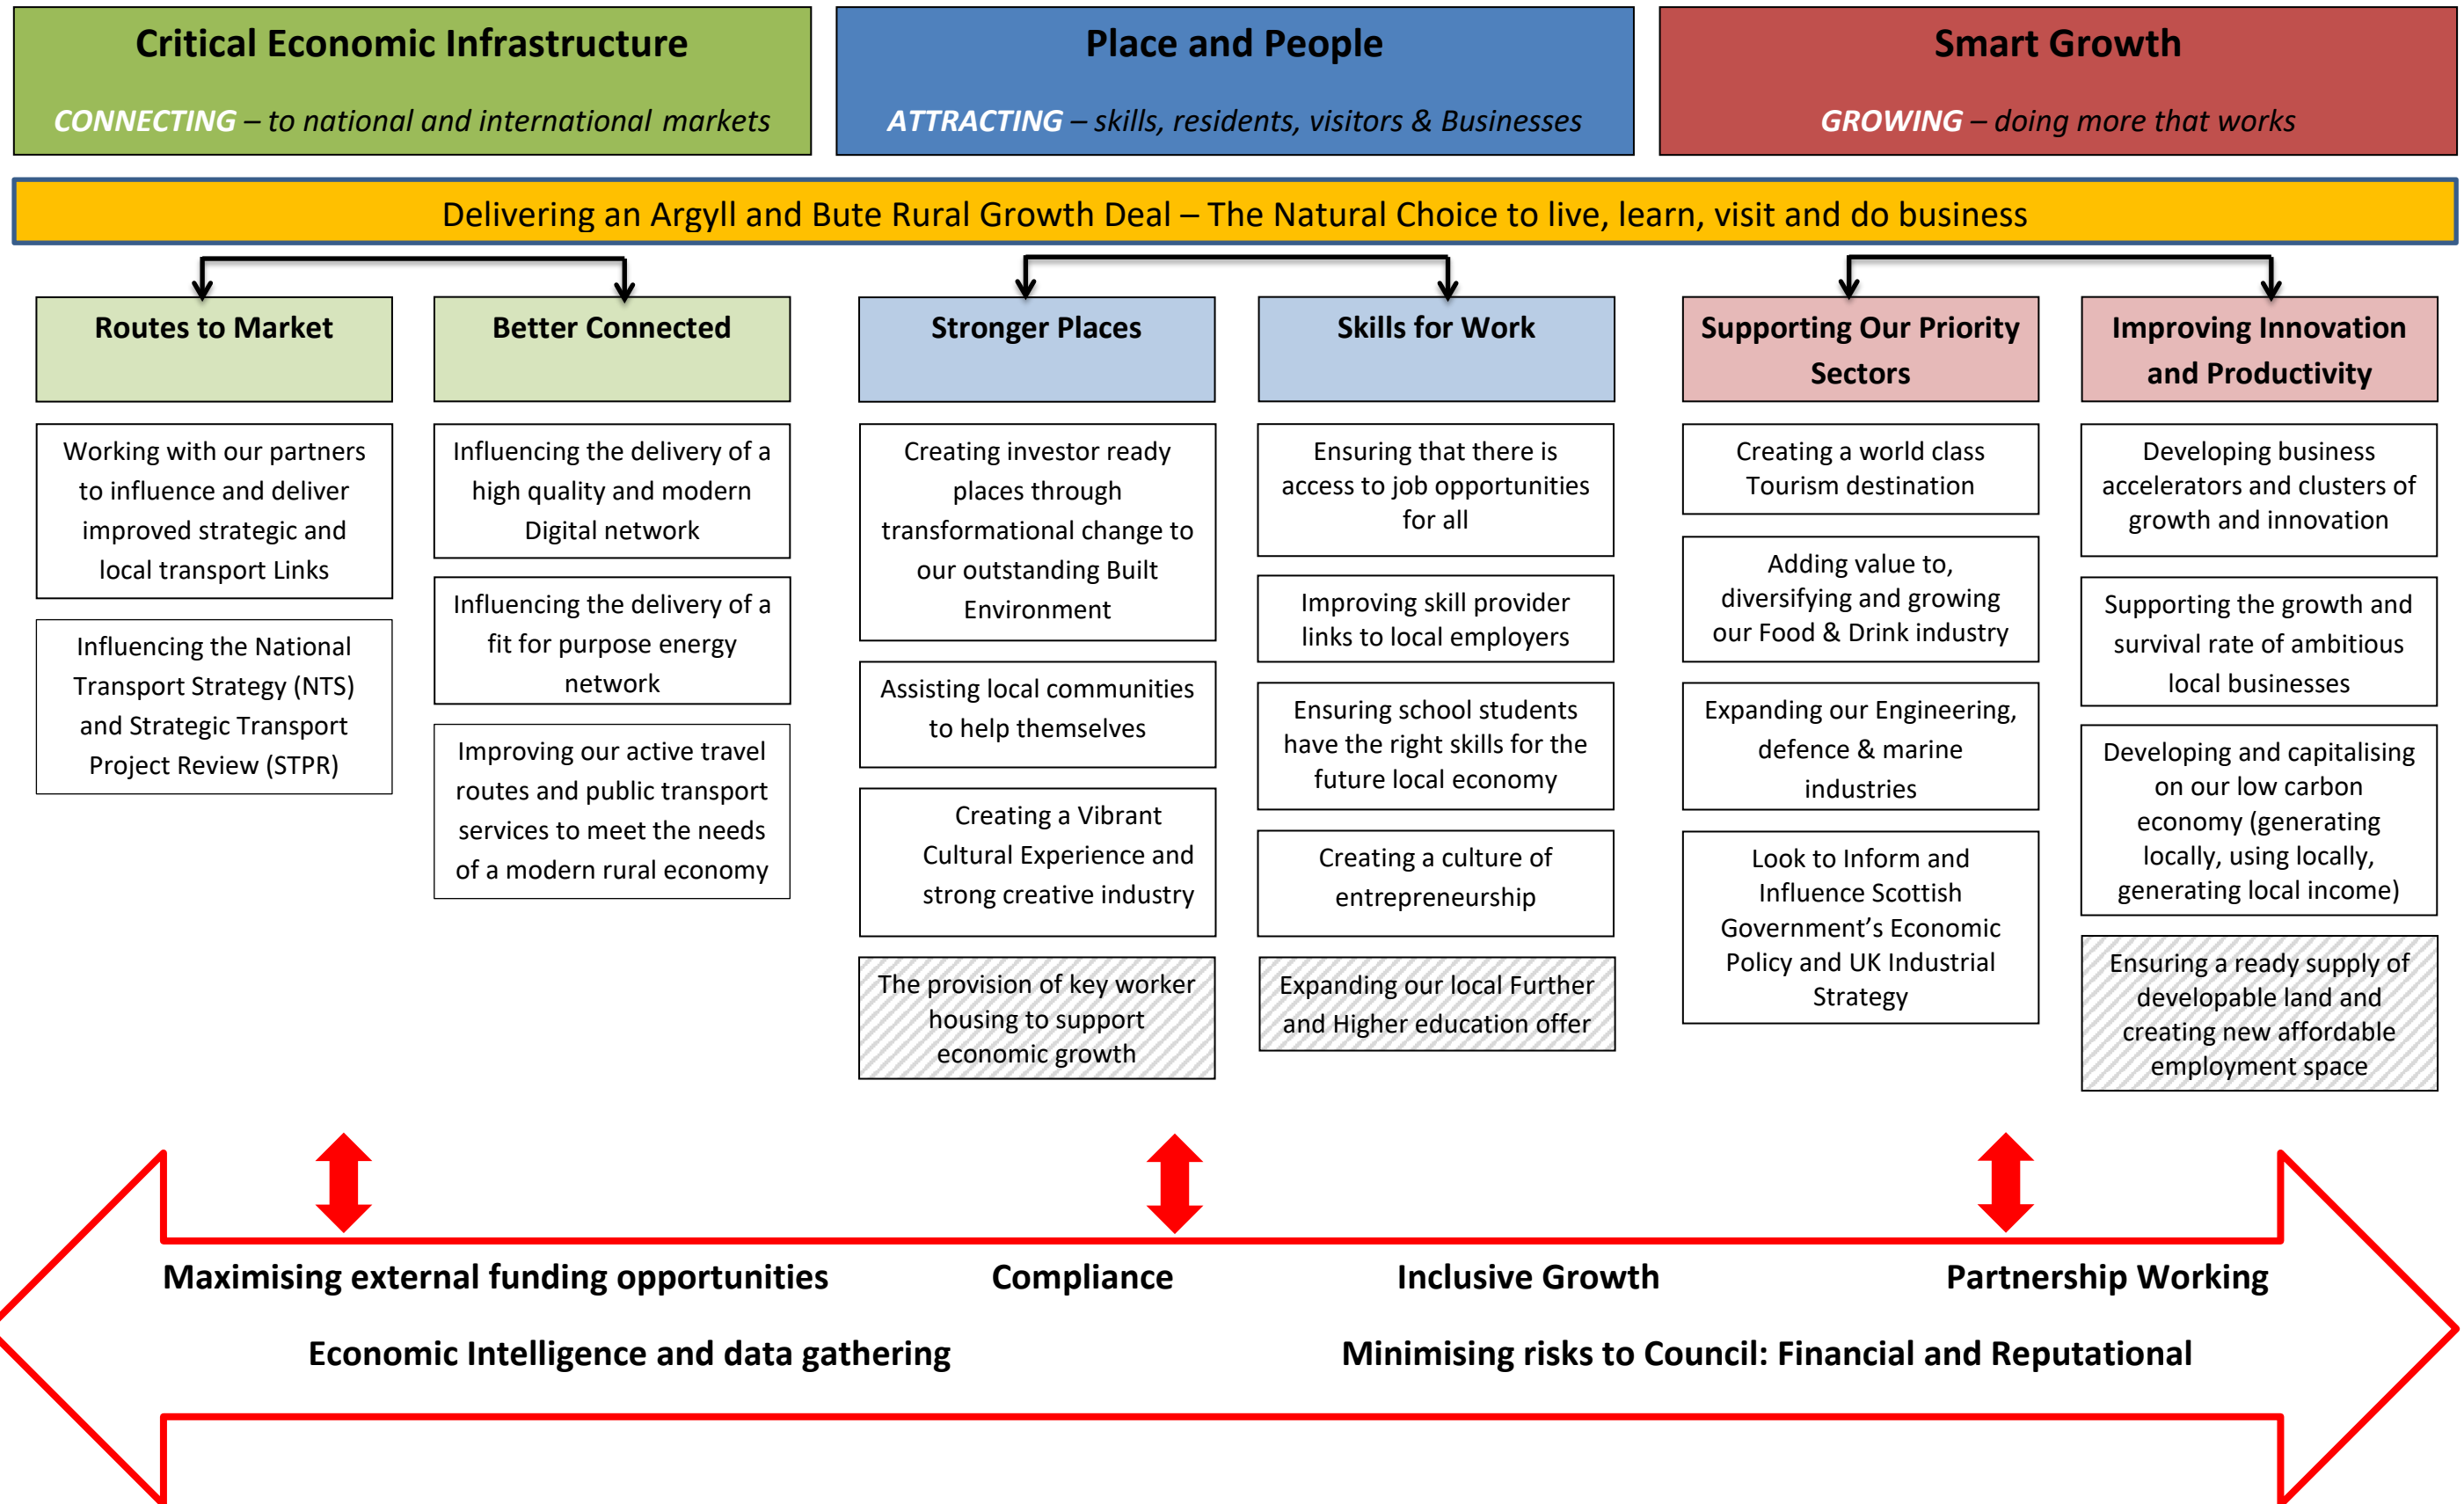 Critical Economic Infrastructure
CONNECTING – to national and international markets
Place and People
ATTRACTING – skills, residents, visitors & Businesses
Smart Growth
GROWING – doing more that works
Delivering an Argyll and Bute Rural Growth Deal – The Natural Choice to live, learn, visit and do business
Routes to Market
Working with our partners
to influence and deliver
improved strategic and
local transport Links
Influencing the National
Transport Strategy (NTS)
and Strategic Transport
Project Review (STPR)
Better Connected
Influencing the delivery of a
high quality and modern
Digital network
Influencing the delivery of a
fit for purpose energy
network
Improving our active travel
routes and public transport
services to meet the needs
of a modern rural economy
Stronger Places
Creating investor ready
places through
transformational change to
our outstanding Built
Environment
Assisting local communities
to help themselves
Creating a Vibrant
Cultural Experience and
strong creative industry
The provision of key worker
housing to support
economic growth
Skills for Work
Ensuring that there is
access to job opportunities
for all
Improving skill provider
links to local employers
Ensuring school students
have the right skills for the
future local economy
Creating a culture of
entrepreneurship
Expanding our local Further
and Higher education offer
Supporting Our Priority
Sectors
Creating a world class
Tourism destination
Adding value to,
diversifying and growing
our Food & Drink industry
Expanding our Engineering,
defence & marine
industries
Look to Inform and
Influence Scottish
Government’s Economic
Policy and UK Industrial
Strategy
Improving Innovation
and Productivity
Developing business
accelerators and clusters of
growth and innovation
Supporting the growth and
survival rate of ambitious
local businesses
Developing and capitalising
on our low carbon
economy (generating
locally, using locally,
generating local income)
Ensuring a ready supply of
developable land and
creating new affordable
employment space
Maximising external funding opportunities
Compliance
Inclusive Growth
Partnership Working
Economic Intelligence and data gathering
Minimising risks to Council: Financial and Reputational